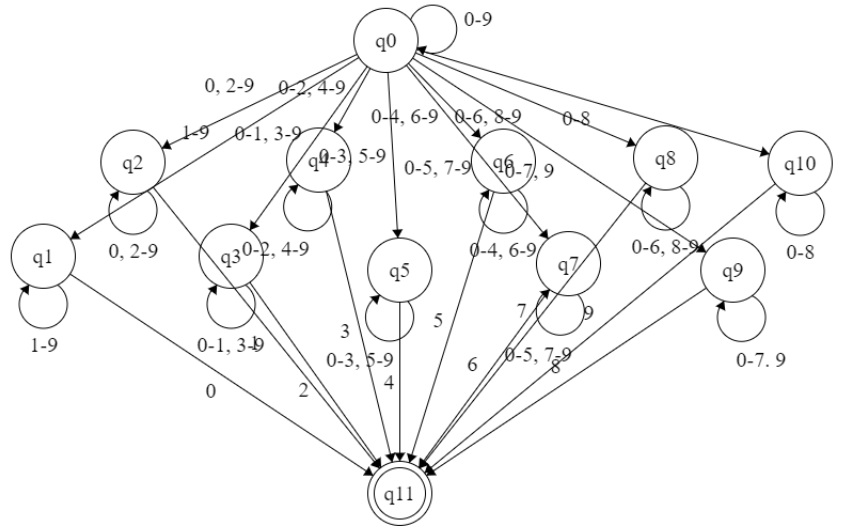 q0
0-9
0, 2-9
0-2, 4-9
0-4, 6-9
0-6, 8-9
0-8
1-9
0-1, 3-9
0-3, 5-9
0-5, 7-9
0-7, 9
q2
q4
q6
q8
q10
0, 2-9
0-2, 4-9
0-4, 6-9
0-6, 8-9
0-8
q1
q3
q5
q7
q9
1-9
0-1, 3-9
1
3
0-3, 5-9
5
7
9
0-5, 7-9
0-7. 9
0
2
4
6
8
q11